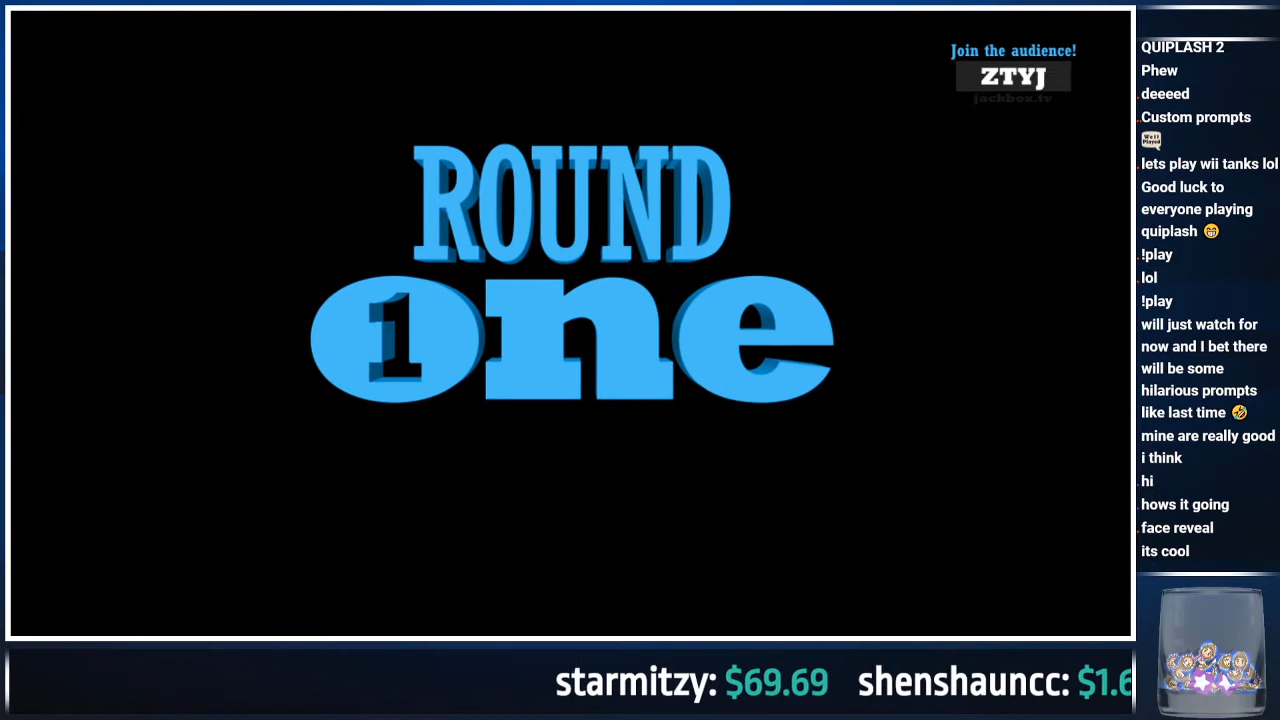 Join the audience!
ZTYJ
jackbox.tv
ROUND
One
1
QUIPLASH 2
Phew
deeeed
Custom prompts
Well
Played
lets play wii tanks lol
Good luck to
everyone playing
quiplash 😁
!play
lol
!play
will just watch for
now and I bet there
will be some
hilarious prompts
like last time 🤣
mine are really good
i think
hi
hows it going
face reveal
its cool
starmitzy: $69.69 shenshauncc: $1.6